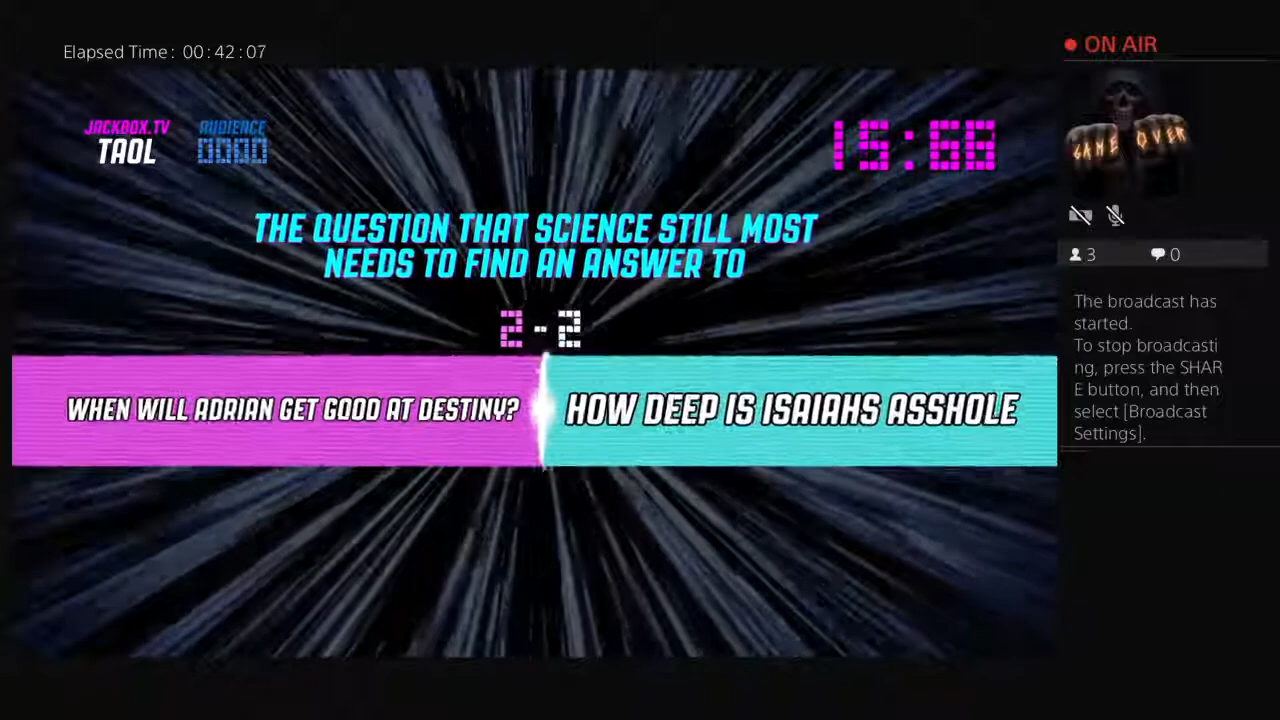 Elapsed Time: 00:42:07
ON AIR
JACKBOX.TV
TAOL
AUDIENCE
0000
15:66
GAME OVER
3
0
THE QUESTION THAT SCIENCE STILL MOST
NEEDS TO FIND AN ANSWER TO
2-2
WHEN WILL ADRIAN GET GOOD AT DESTINY?
HOW DEEP IS ISAIAHS ASSHOLE
The broadcast has
started.
To stop broadcasti
ng, press the SHAR
E button, and then
select [Broadcast
Settings].